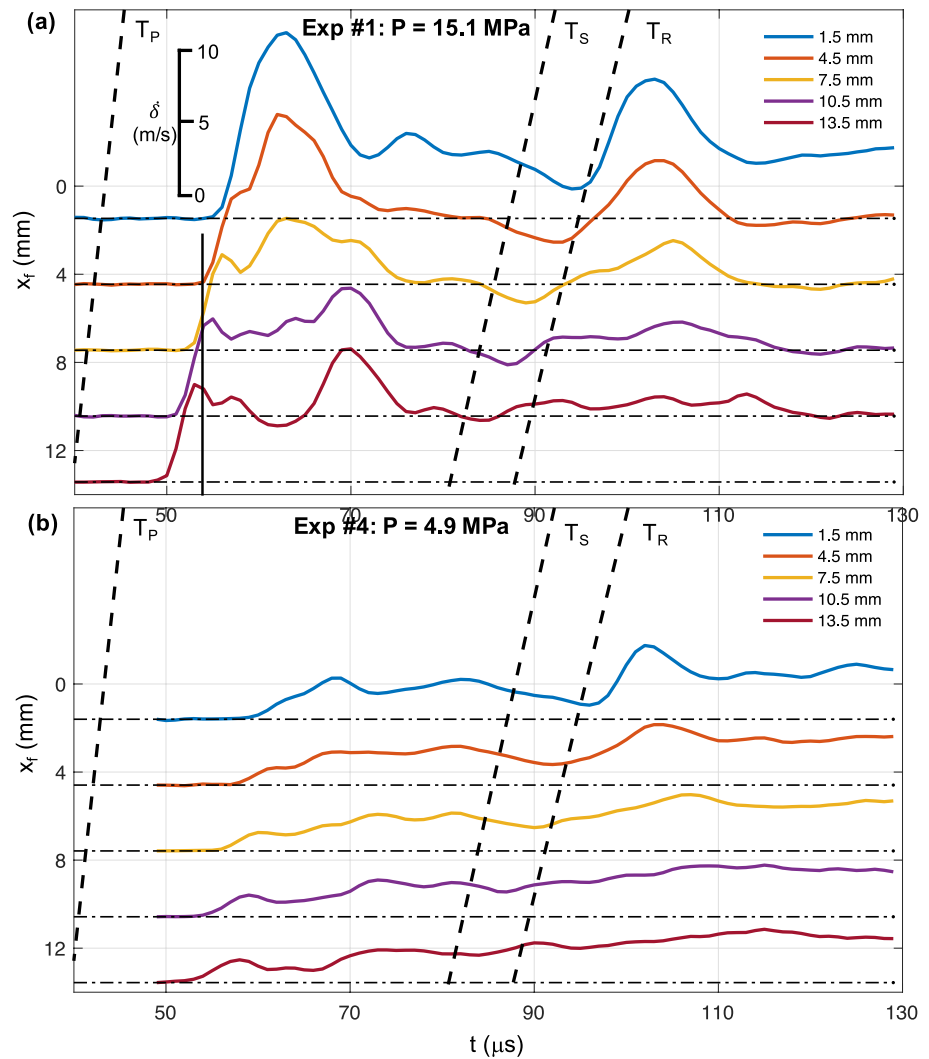 (a)
Exp #1: P = 15.1 MPa
T_P
T_S
T_R
1.5 mm
4.5 mm
7.5 mm
10.5 mm
13.5 mm
10
5
0
δ̇
(m/s)
0
4
8
12
x_f (mm)
50
70
90
110
130
(b)
Exp #4: P = 4.9 MPa
T_P
T_S
T_R
1.5 mm
4.5 mm
7.5 mm
10.5 mm
13.5 mm
0
4
8
12
x_f (mm)
50
70
90
110
130
t (μs)